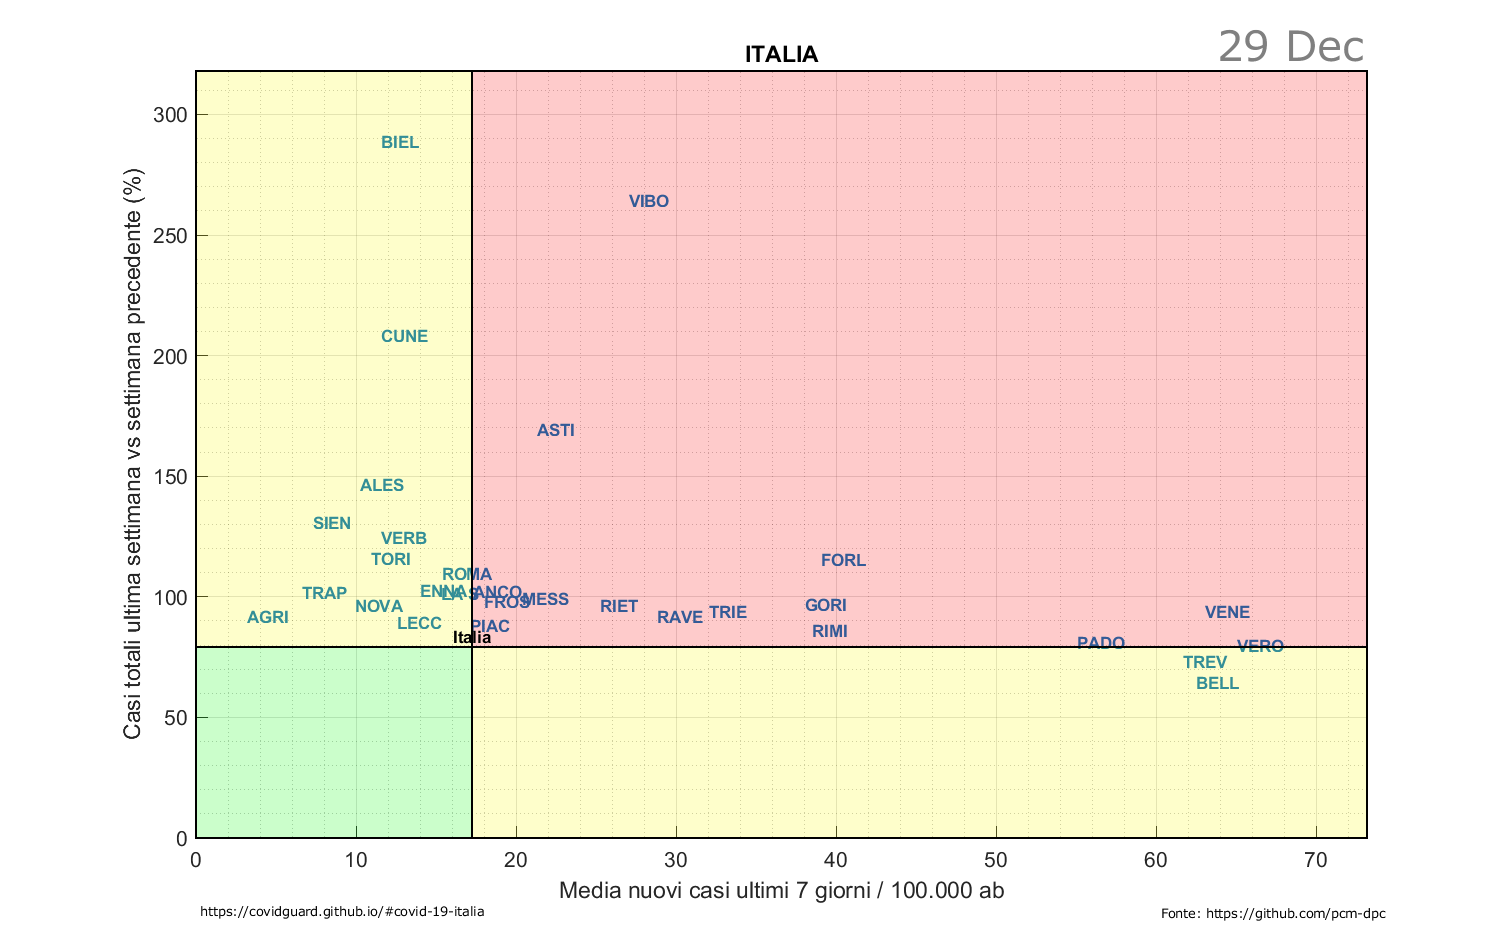 29 Dec
ITALIA
Casi totali ultima settimana vs settimana precedente (%)
300
250
200
150
100
50
0
BIEL
VIBO
CUNE
ASTI
ALES
SIEN
VERB
TORI
FORL
ROMA
TRAP
ENNA
LA S
ANCO
FROS
MESS
NOVA
RIET
GORI
AGRI
RAVE
TRIE
VENE
LECC
PIAC
RIMI
Italia
PADO
VERO
TREV
BELL
0 10 20 30 40 50 60 70
Media nuovi casi ultimi 7 giorni / 100.000 ab
https://covidguard.github.io/#covid-19-italia
Fonte: https://github.com/pcm-dpc